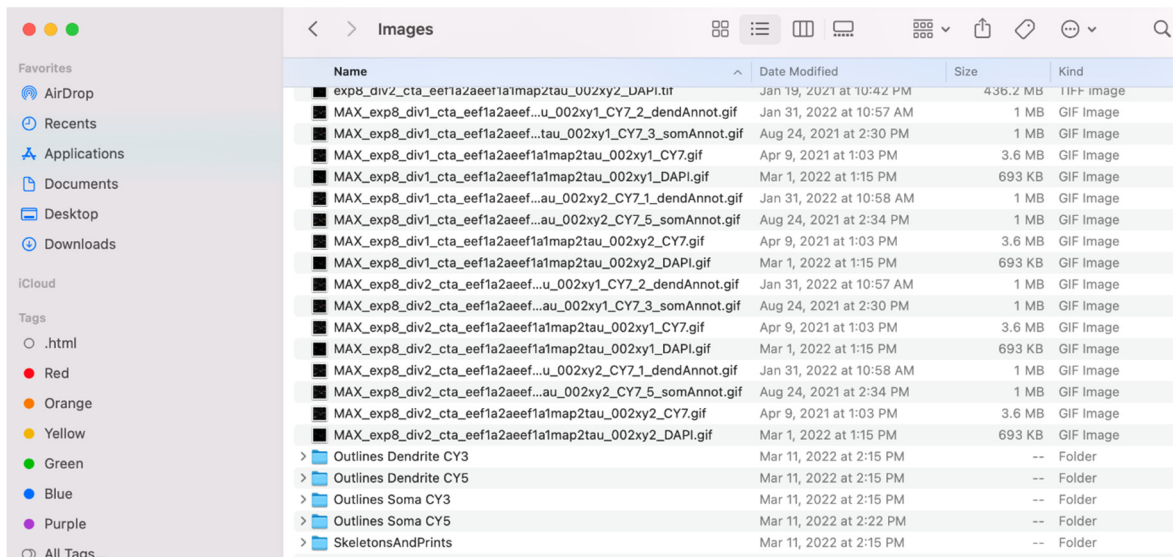 Images
Favorites
AirDrop
Recents
Applications
Documents
Desktop
Downloads
iCloud
Tags
.html
Red
Orange
Yellow
Green
Blue
Purple
All Tags...
Name Date Modified Size Kind
exp8_div2_cta_eef1a2aeef1a1map2tau_002xy2_DAPI.tif Jan 19, 2021 at 10:42 PM 436.2 MB TIFF image
MAX_exp8_div1_cta_eef1a2aeef...u_002xy1_CY7_2_dendAnnot.gif Jan 31, 2022 at 10:57 AM 1 MB GIF Image
MAX_exp8_div1_cta_eef1a2aeef...tau_002xy1_CY7_3_somAnnot.gif Aug 24, 2021 at 2:30 PM 1 MB GIF Image
MAX_exp8_div1_cta_eef1a2aeef1a1map2tau_002xy1_CY7.gif Apr 9, 2021 at 1:03 PM 3.6 MB GIF Image
MAX_exp8_div1_cta_eef1a2aeef1a1map2tau_002xy1_DAPI.gif Mar 1, 2022 at 1:15 PM 693 KB GIF Image
MAX_exp8_div1_cta_eef1a2aeef...au_002xy2_CY7_1_dendAnnot.gif Jan 31, 2022 at 10:58 AM 1 MB GIF Image
MAX_exp8_div1_cta_eef1a2aeef...au_002xy2_CY7_5_somAnnot.gif Aug 24, 2021 at 2:34 PM 1 MB GIF Image
MAX_exp8_div1_cta_eef1a2aeef1a1map2tau_002xy2_CY7.gif Apr 9, 2021 at 1:03 PM 3.6 MB GIF Image
MAX_exp8_div1_cta_eef1a2aeef1a1map2tau_002xy2_DAPI.gif Mar 1, 2022 at 1:15 PM 693 KB GIF Image
MAX_exp8_div2_cta_eef1a2aeef...u_002xy1_CY7_2_dendAnnot.gif Jan 31, 2022 at 10:57 AM 1 MB GIF Image
MAX_exp8_div2_cta_eef1a2aeef...au_002xy1_CY7_3_somAnnot.gif Aug 24, 2021 at 2:30 PM 1 MB GIF Image
MAX_exp8_div2_cta_eef1a2aeef1a1map2tau_002xy1_CY7.gif Apr 9, 2021 at 1:03 PM 3.6 MB GIF Image
MAX_exp8_div2_cta_eef1a2aeef1a1map2tau_002xy1_DAPI.gif Mar 1, 2022 at 1:15 PM 693 KB GIF Image
MAX_exp8_div2_cta_eef1a2aeef...u_002xy2_CY7_1_dendAnnot.gif Jan 31, 2022 at 10:58 AM 1 MB GIF Image
MAX_exp8_div2_cta_eef1a2aeef...au_002xy2_CY7_5_somAnnot.gif Aug 24, 2021 at 2:34 PM 1 MB GIF Image
MAX_exp8_div2_cta_eef1a2aeef1a1map2tau_002xy2_CY7.gif Apr 9, 2021 at 1:03 PM 3.6 MB GIF Image
MAX_exp8_div2_cta_eef1a2aeef1a1map2tau_002xy2_DAPI.gif Mar 1, 2022 at 1:15 PM 693 KB GIF Image
Outlines Dendrite CY3 Mar 11, 2022 at 2:15 PM -- Folder
Outlines Dendrite CY5 Mar 11, 2022 at 2:15 PM -- Folder
Outlines Soma CY3 Mar 11, 2022 at 2:15 PM -- Folder
Outlines Soma CY5 Mar 11, 2022 at 2:22 PM -- Folder
SkeletonsAndPrints Mar 11, 2022 at 2:15 PM -- Folder